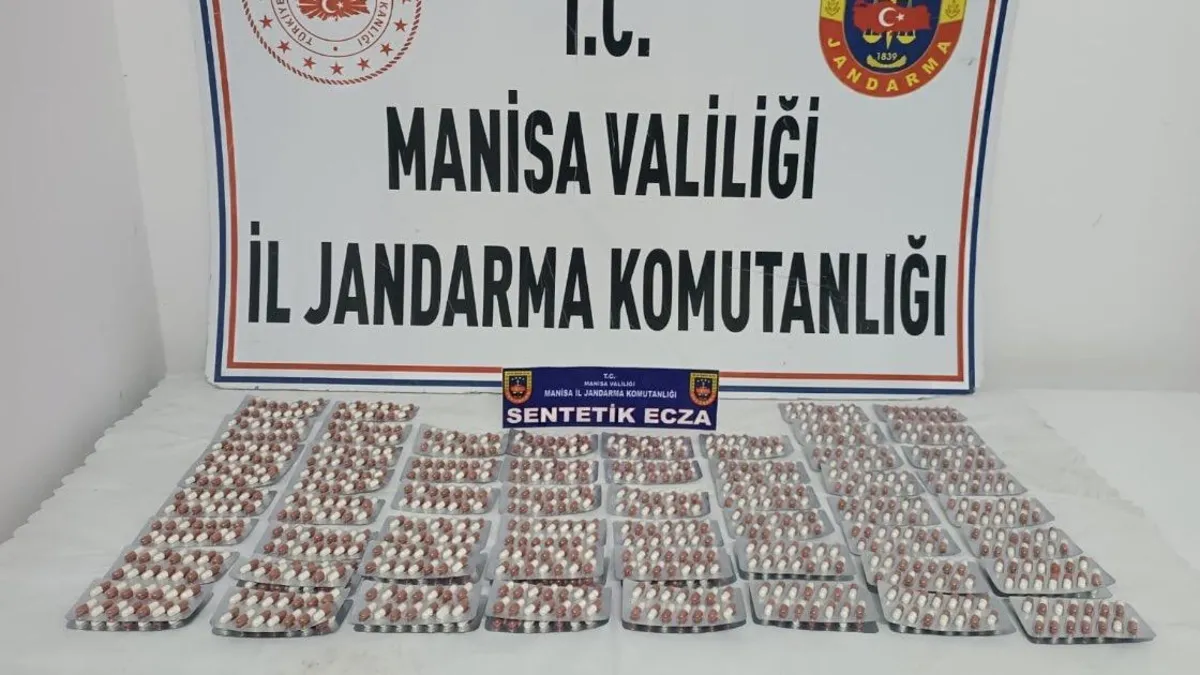 T.C.
MANİSA VALİLİĞİ
İL JANDARMA KOMUTANLIĞI
JANDARMA
1839
T.C.
MANİSA VALİLİĞİ
MANİSA İL JANDARMA KOMUTANLIĞI
SENTETİK ECZA